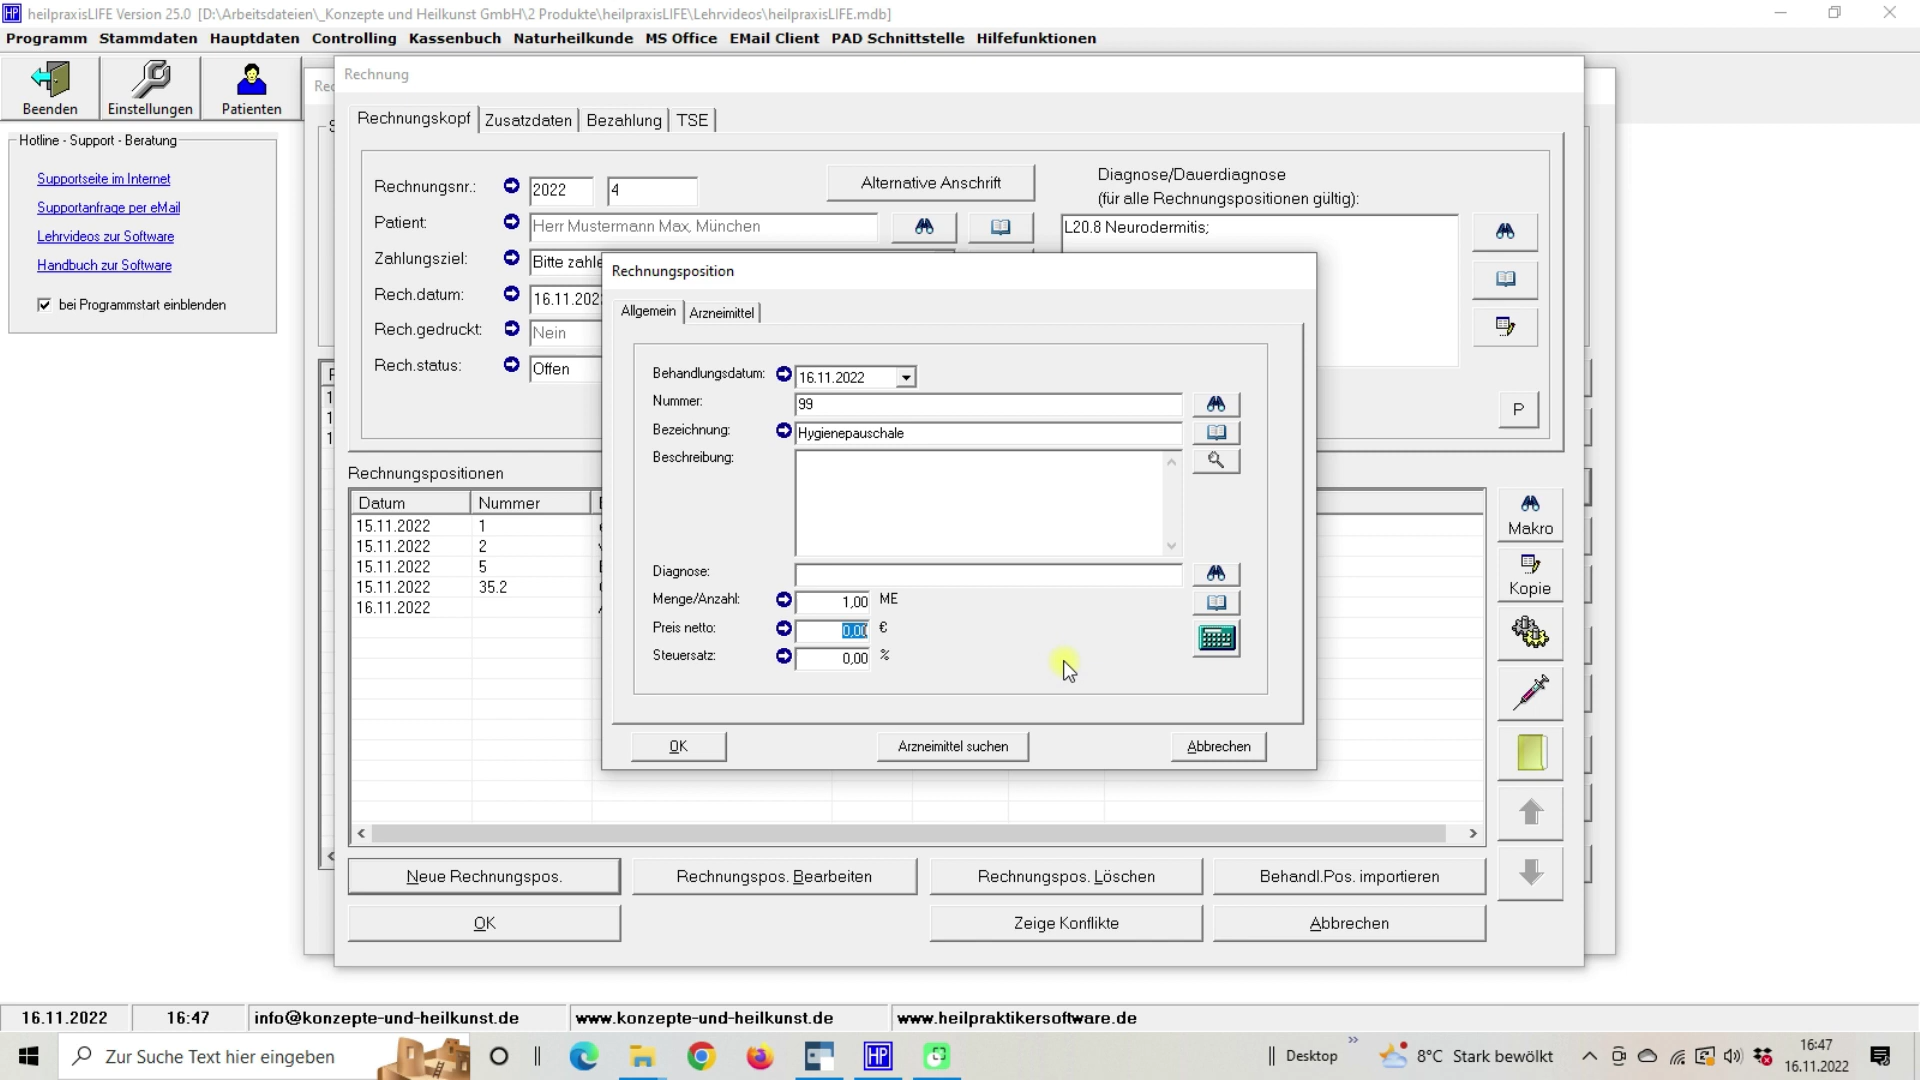 heilpraxisLIFE Version 25.0 [D:\Arbeitsdateien\_Konzepte und Heilkunst GmbH\2 Produkte\heilpraxisLIFE\Lehrvideos\heilpraxisLIFE.mdb]
Programm Stammdaten Hauptdaten Controlling Kassenbuch Naturheilkunde MS Office EMail Client PAD Schnittstelle Hilfefunktionen
Beenden Einstellungen Patienten
Hotline - Support - Beratung
Supportseite im Internet
Supportanfrage per eMail
Lehrvideos zur Software
Handbuch zur Software
bei Programmstart einblenden
Rechnung
Rechnungskopf Zusatzdaten Bezahlung TSE
Rechnungsnr.: 2022 4 Alternative Anschrift
Patient: Herr Mustermann Max, München
Zahlungsziel: Bitte zahle
Rech.datum: 16.11.202
Rech.gedruckt: Nein
Rech.status: Offen
Diagnose/Dauerdiagnose
(für alle Rechnungspositionen gültig):
L20.8 Neurodermitis;
P
Rechnungsposition
Allgemein Arzneimittel
Behandlungsdatum: 16.11.2022
Nummer: 99
Bezeichnung: Hygienepauschale
Beschreibung:
Diagnose:
Menge/Anzahl: 1,00 ME
Preis netto: 0,00 €
Steuersatz: 0,00 %
OK Arzneimittel suchen Abbrechen
Rechnungspositionen
Datum Nummer
15.11.2022 1
15.11.2022 2
15.11.2022 5
15.11.2022 35.2
16.11.2022
Makro
Kopie
Neue Rechnungspos. Rechnungspos. Bearbeiten Rechnungspos. Löschen Behandl.Pos. importieren
OK Zeige Konflikte Abbrechen
16.11.2022 16:47 info@konzepte-und-heilkunst.de www.konzepte-und-heilkunst.de www.heilpraktikersoftware.de
Zur Suche Text hier eingeben
HP
Desktop
8°C Stark bewölkt
16:47
16.11.2022